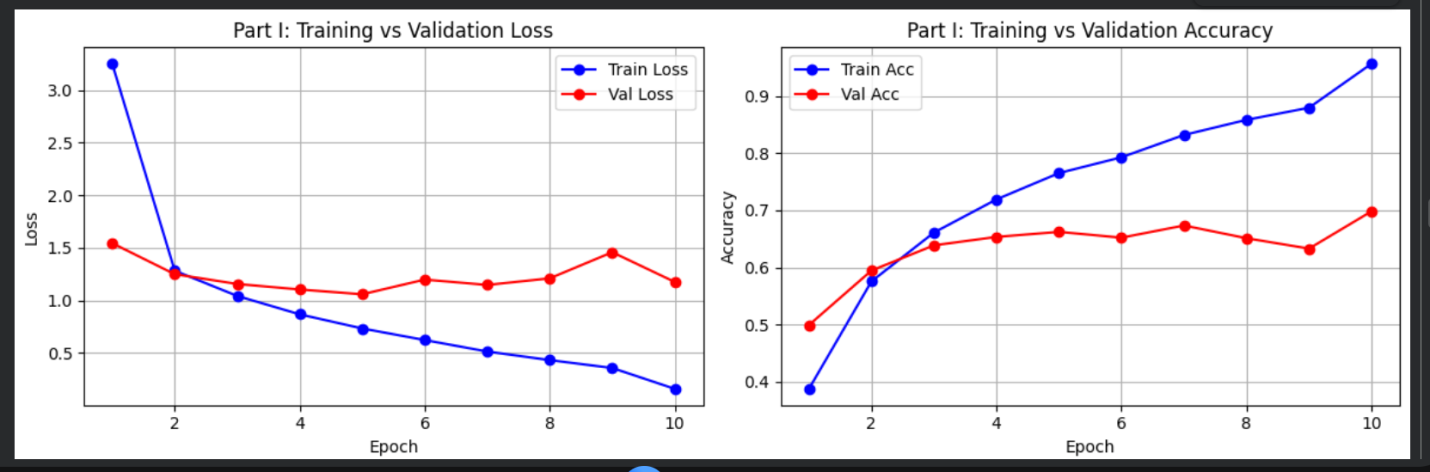 Part I: Training vs Validation Loss
Train Loss
Val Loss
3.0
2.5
2.0
1.5
1.0
0.5
Loss
2 4 6 8 10
Epoch
Part I: Training vs Validation Accuracy
Train Acc
Val Acc
0.9
0.8
0.7
0.6
0.5
0.4
Accuracy
2 4 6 8 10
Epoch